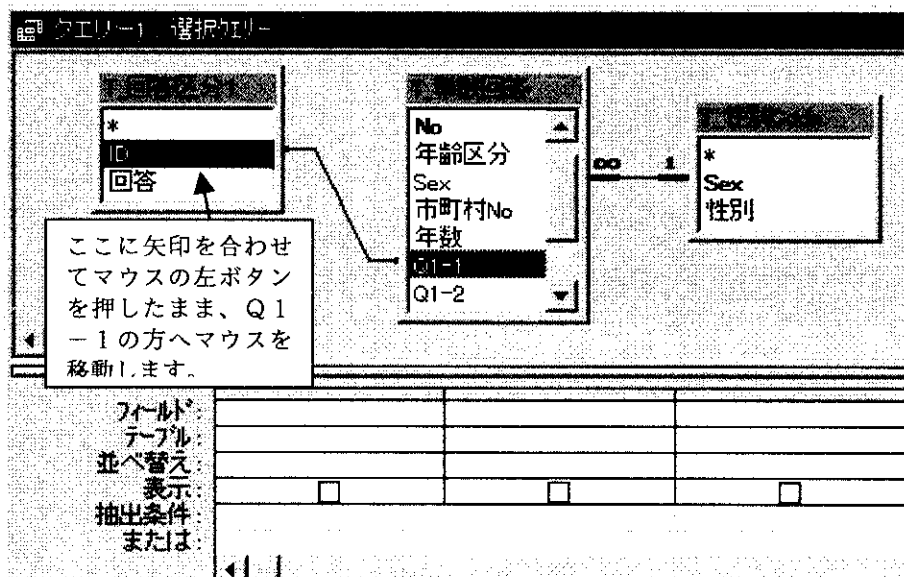 クエリー1 : 選択クエリー
*
ID
回答
No
年齢区分
Sex
市町村No
年数
Q1-1
Q1-2
∞ 1
*
Sex
性別
ここに矢印を合わせ
てマウスの左ボタン
を押したまま、Q1
-1の方へマウスを
移動します。
フィールド:
テーブル:
並べ替え:
表示:
抽出条件:
または: